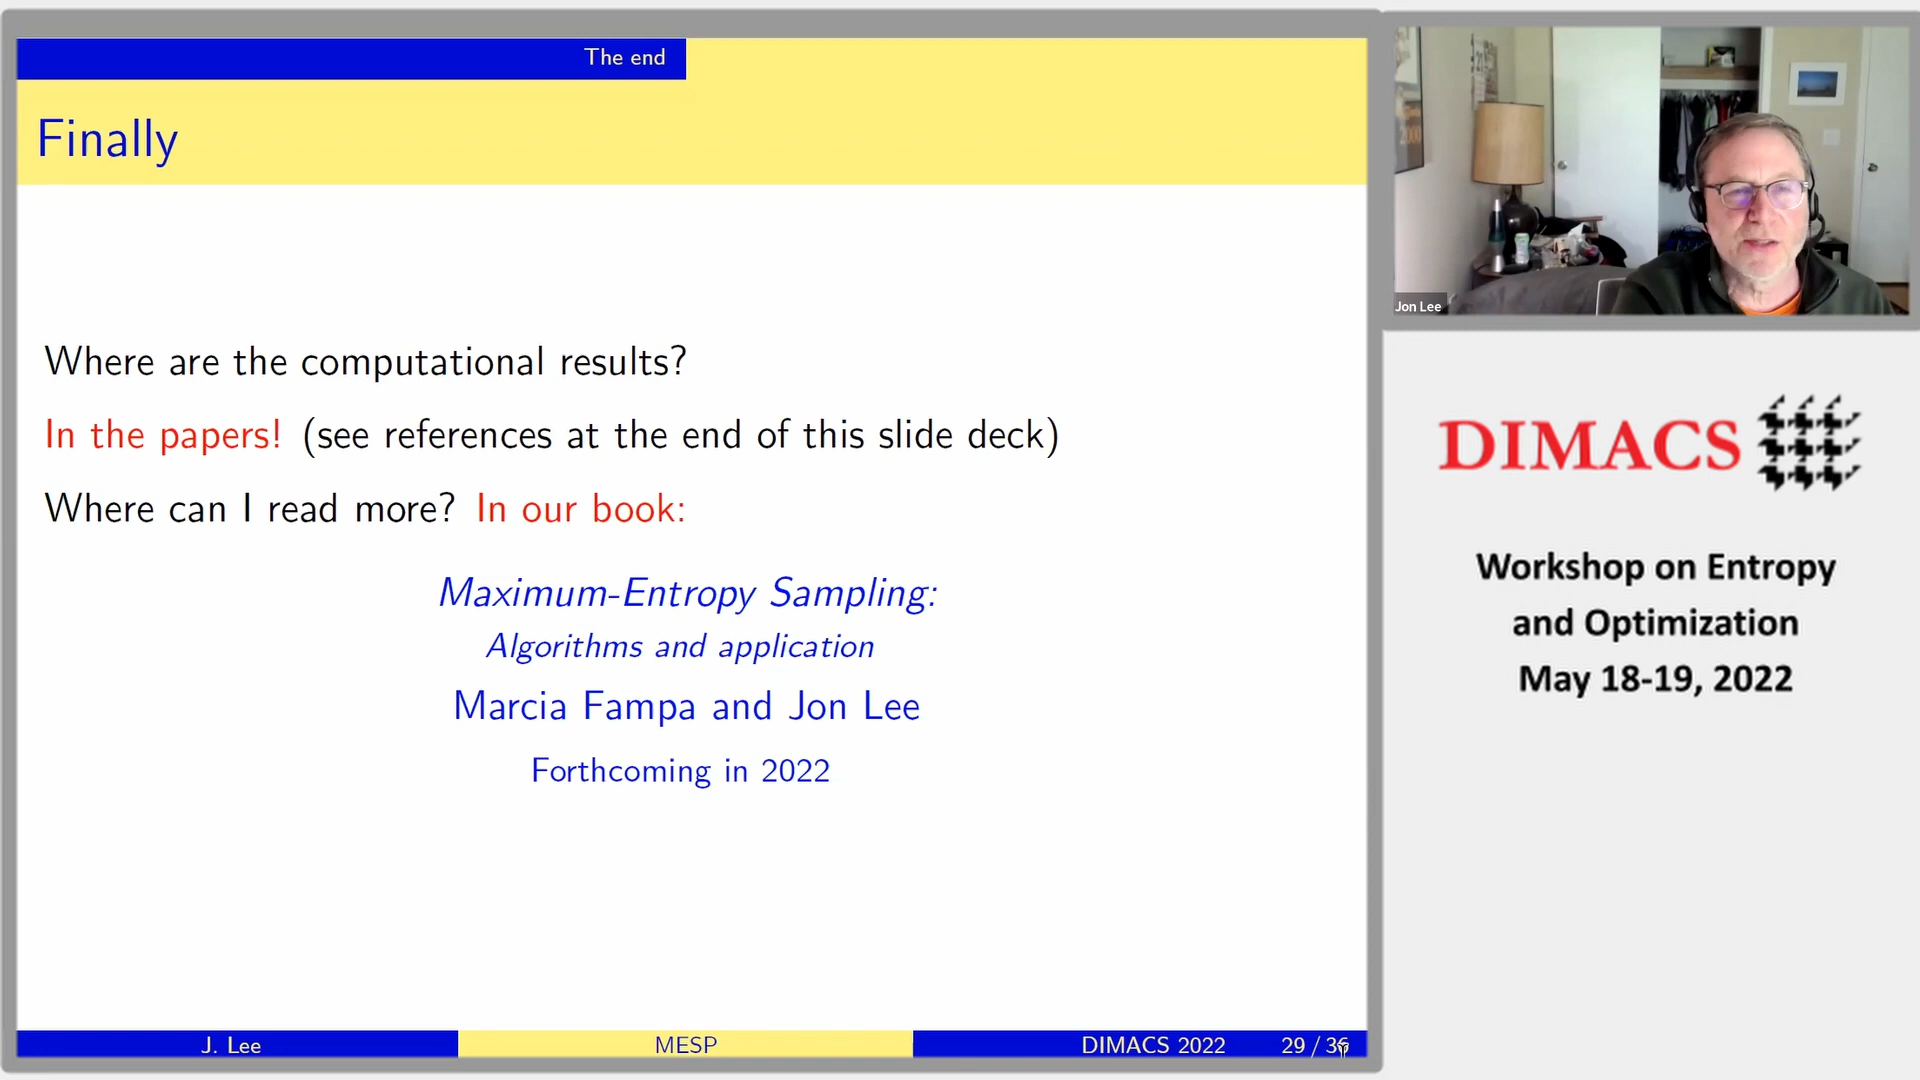 The end
Finally
Where are the computational results?
In the papers! (see references at the end of this slide deck)
Where can I read more? In our book:
Maximum-Entropy Sampling:
Algorithms and application
Marcia Fampa and Jon Lee
Forthcoming in 2022
J. Lee
MESP
DIMACS 2022
29 / 36
Jon Lee
DIMACS
Workshop on Entropy
and Optimization
May 18-19, 2022